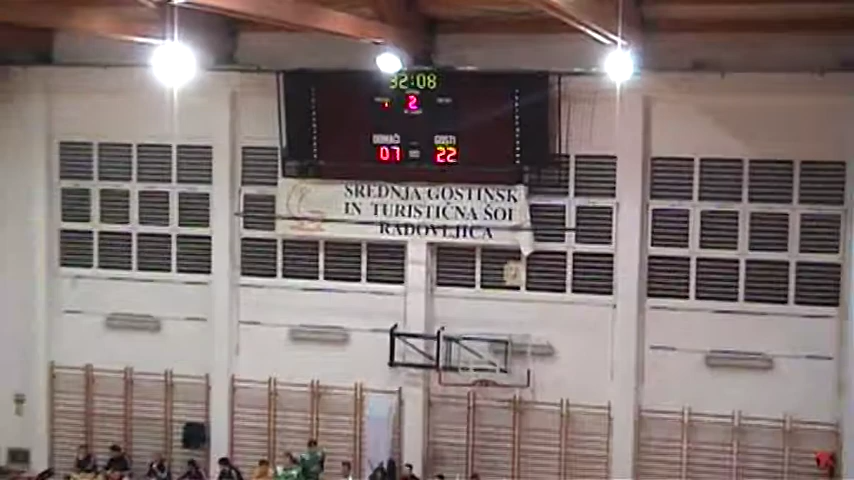 32:08
2
DOMAČI GOSTI
07 22
SREDNJA GOSTINSK
IN TURISTIČNA ŠOL
RADOVLJICA